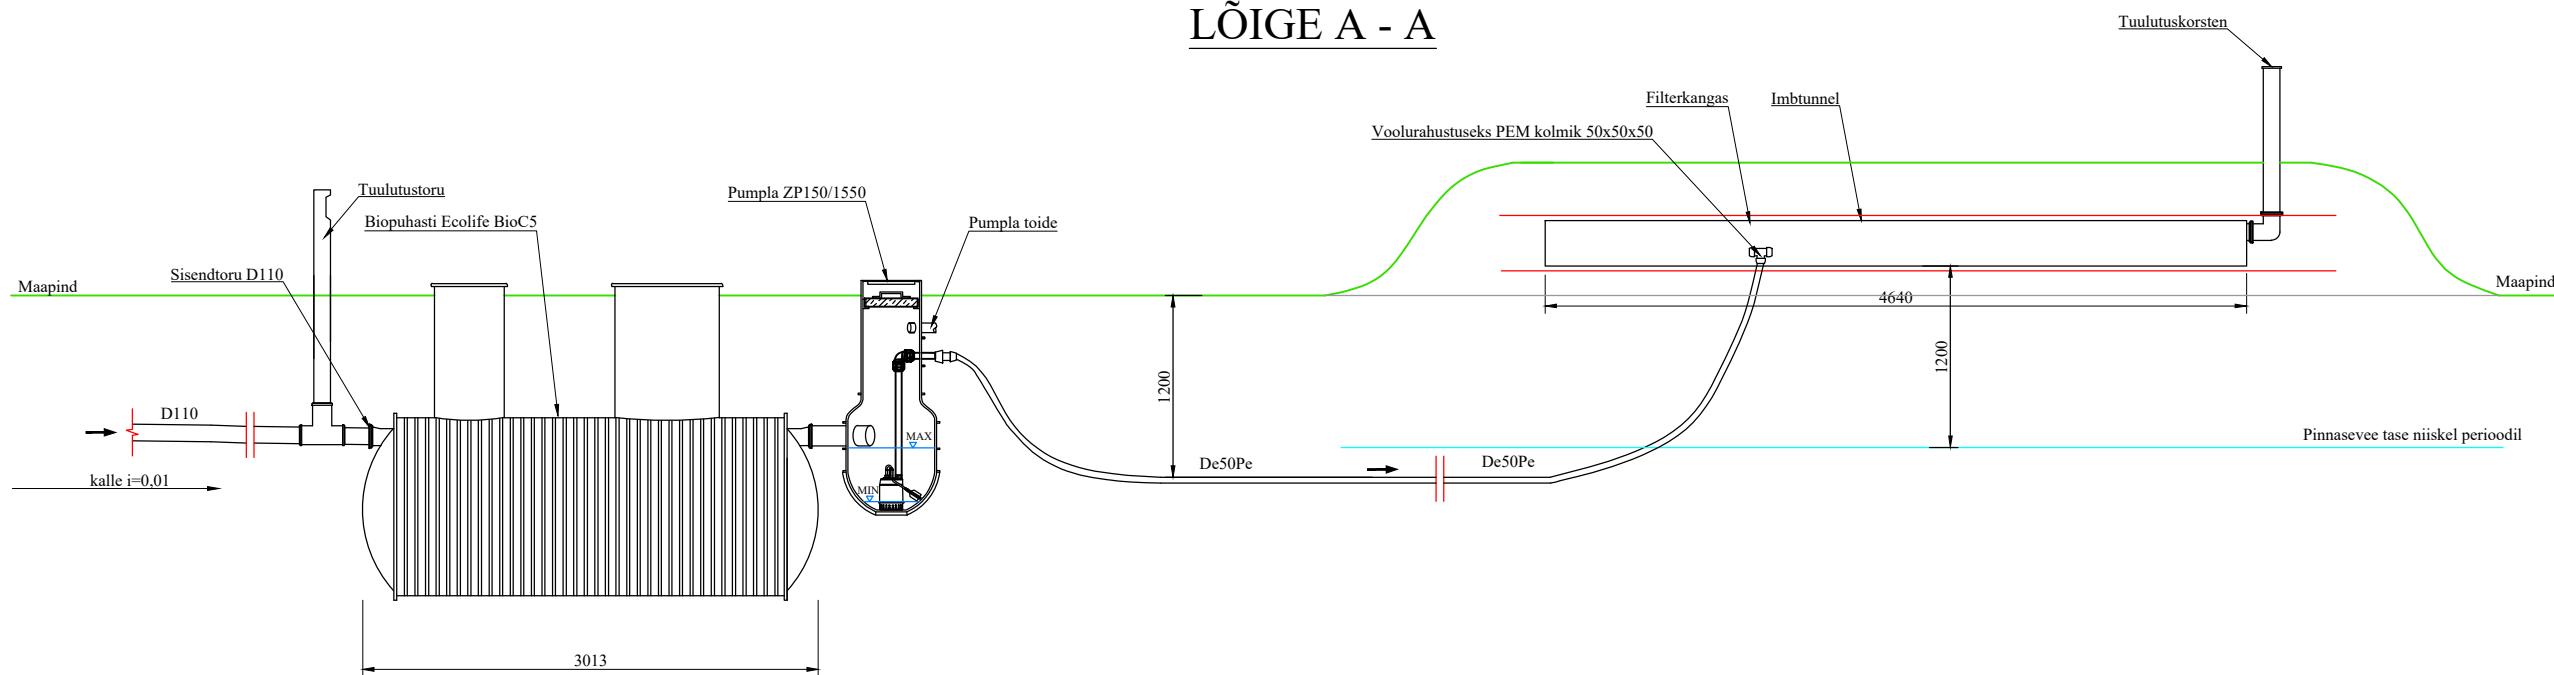 LÕIGE A - A
Tuulutuskorsten
Filterkangas
Imbtunnel
Voolurahustuseks PEM kolmik 50x50x50
Tuulutustoru
Pumpla ZP150/1550
Biopuhasti Ecolife BioC5
Pumpla toide
Sisendtoru D110
Maapind
Maapind
4640
1200
1200
D110
MAX
Pinnasevee tase niiskel perioodil
De50Pe
De50Pe
kalle i=0,01
MIN
3013